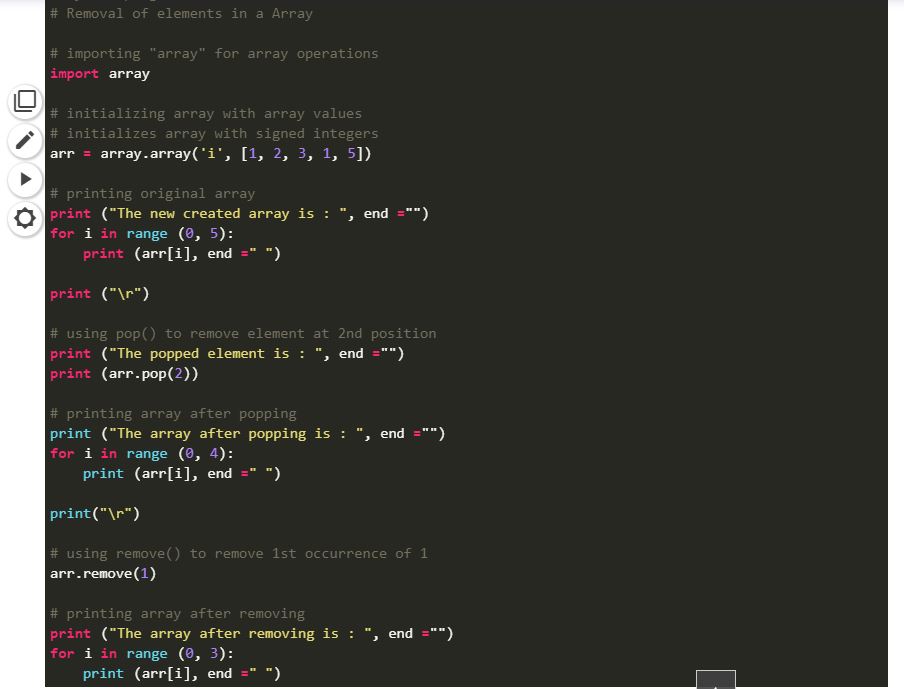 # Removal of elements in a Array
# importing "array" for array operations
import array
# initializing array with array values
# initializes array with signed integers
arr = array.array('i', [1, 2, 3, 1, 5])
# printing original array
print ("The new created array is : ", end ="")
for i in range (0, 5):
    print (arr[i], end =" ")
print ("\r")
# using pop() to remove element at 2nd position
print ("The popped element is : ", end ="")
print (arr.pop(2))
# printing array after popping
print ("The array after popping is : ", end ="")
for i in range (0, 4):
    print (arr[i], end =" ")
print("\r")
# using remove() to remove 1st occurrence of 1
arr.remove(1)
# printing array after removing
print ("The array after removing is : ", end ="")
for i in range (0, 3):
    print (arr[i], end =" ")